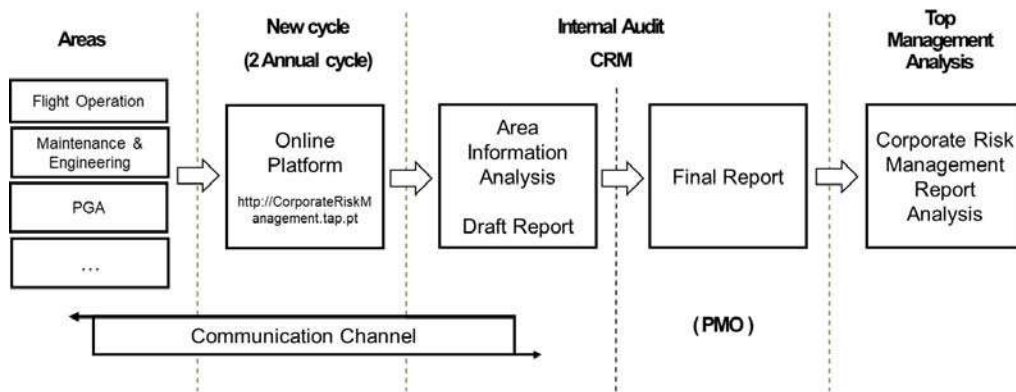 Areas
New cycle
(2 Annual cycle)
Internal Audit
CRM
Top
Management
Analysis
Flight Operation
Maintenance &
Engineering
PGA
...
Online
Platform
http://CorporateRiskM
anagement.tap.pt
Area
Information
Analysis
Draft Report
Final Report
Corporate Risk
Management
Report
Analysis
Communication Channel
( PMO )